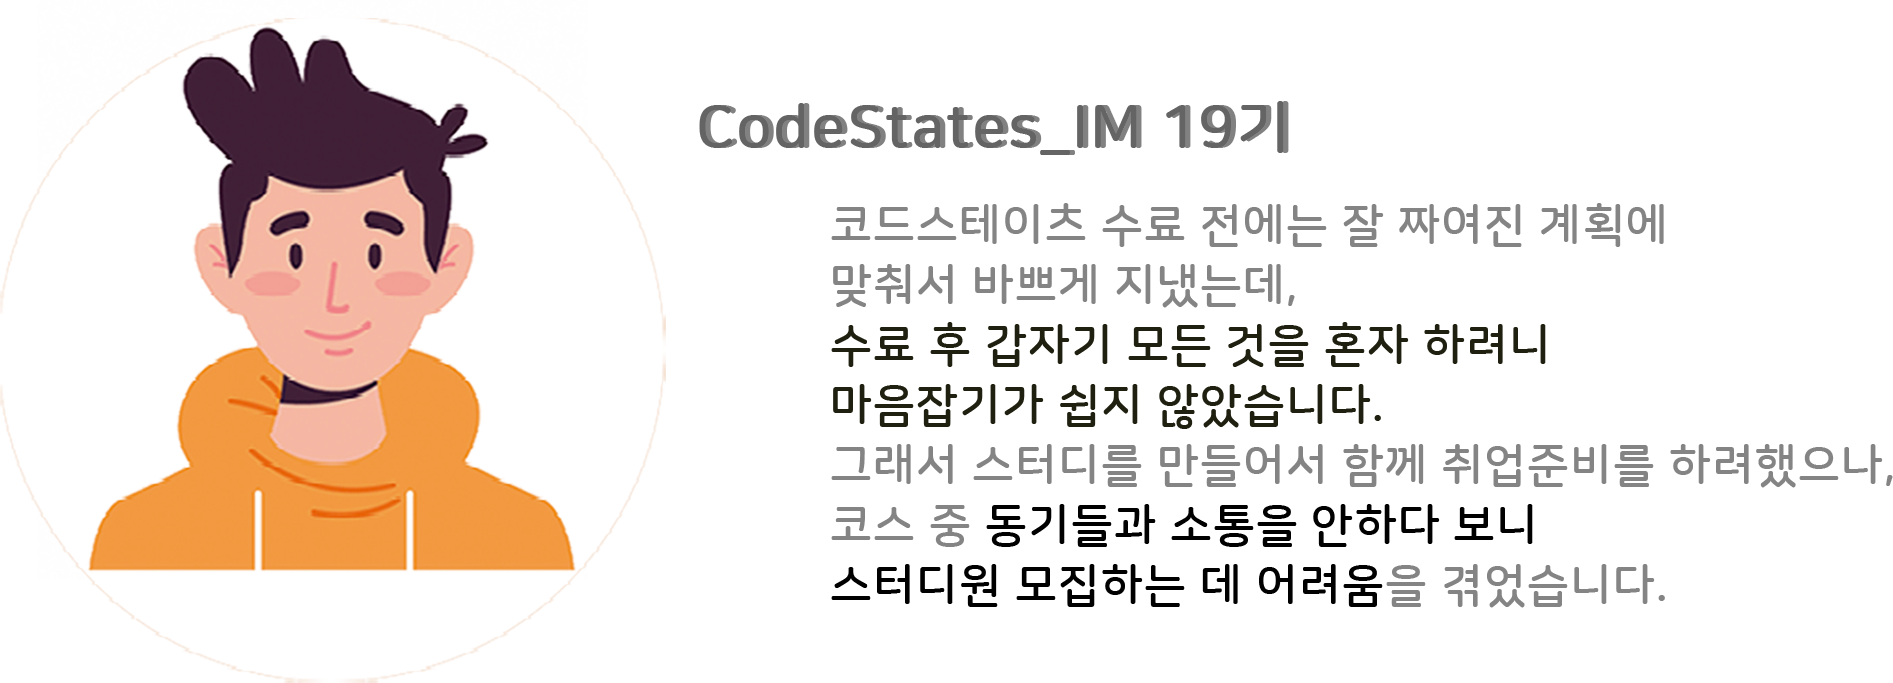 CodeStates_IM 19기
코드스테이츠 수료 전에는 잘 짜여진 계획에
맞춰서 바쁘게 지냈는데,
수료 후 갑자기 모든 것을 혼자 하려니
마음잡기가 쉽지 않았습니다.
그래서 스터디를 만들어서 함께 취업준비를 하려했으나,
코스 중 동기들과 소통을 안하다 보니
스터디원 모집하는 데 어려움을 겪었습니다.